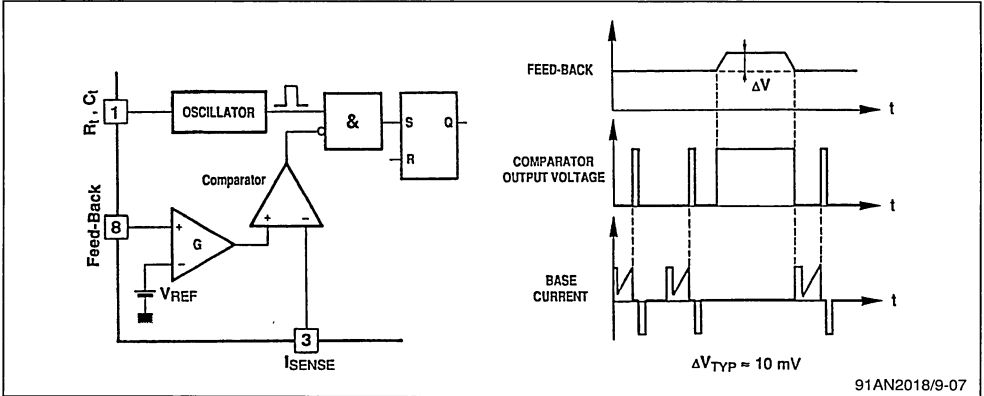 Rt , Ct
1
OSCILLATOR
&
S
Q
R
Comparator
+
−
Feed-Back
8
+
−
G
VREF
3
ISENSE
FEED-BACK
ΔV
t
COMPARATOR
OUTPUT VOLTAGE
t
BASE
CURRENT
t
ΔVTYP ≈ 10 mV
91AN2018/9-07